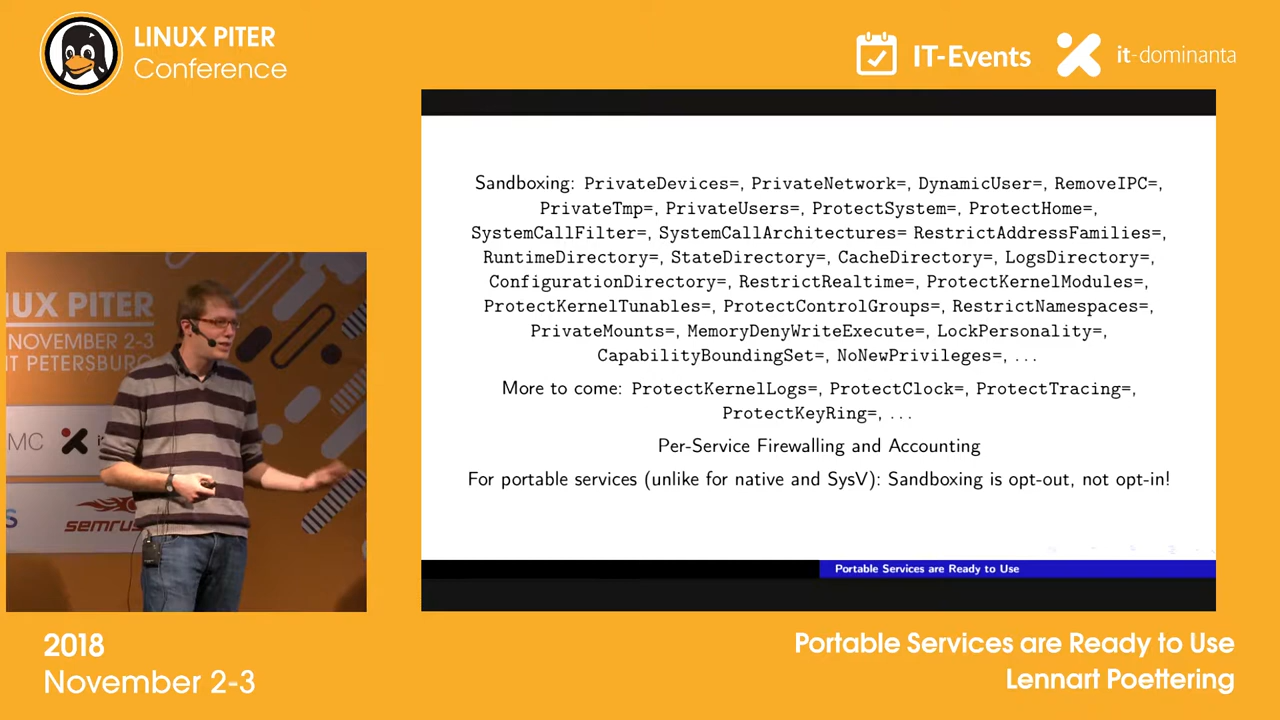 LINUX PITER
Conference
IT-Events
it-dominanta
Sandboxing: PrivateDevices=, PrivateNetwork=, DynamicUser=, RemoveIPC=,
PrivateTmp=, PrivateUsers=, ProtectSystem=, ProtectHome=,
SystemCallFilter=, SystemCallArchitectures= RestrictAddressFamilies=,
RuntimeDirectory=, StateDirectory=, CacheDirectory=, LogsDirectory=,
ConfigurationDirectory=, RestrictRealtime=, ProtectKernelModules=,
ProtectKernelTunables=, ProtectControlGroups=, RestrictNamespaces=,
PrivateMounts=, MemoryDenyWriteExecute=, LockPersonality=,
CapabilityBoundingSet=, NoNewPrivileges=, ...
More to come: ProtectKernelLogs=, ProtectClock=, ProtectTracing=,
ProtectKeyRing=, ...
Per-Service Firewalling and Accounting
For portable services (unlike for native and SysV): Sandboxing is opt-out, not opt-in!
Portable Services are Ready to Use
UX PITER
NOVEMBER 2-3
T PETERSBURG
MC
S
semrus
2018
November 2-3
Portable Services are Ready to Use
Lennart Poettering